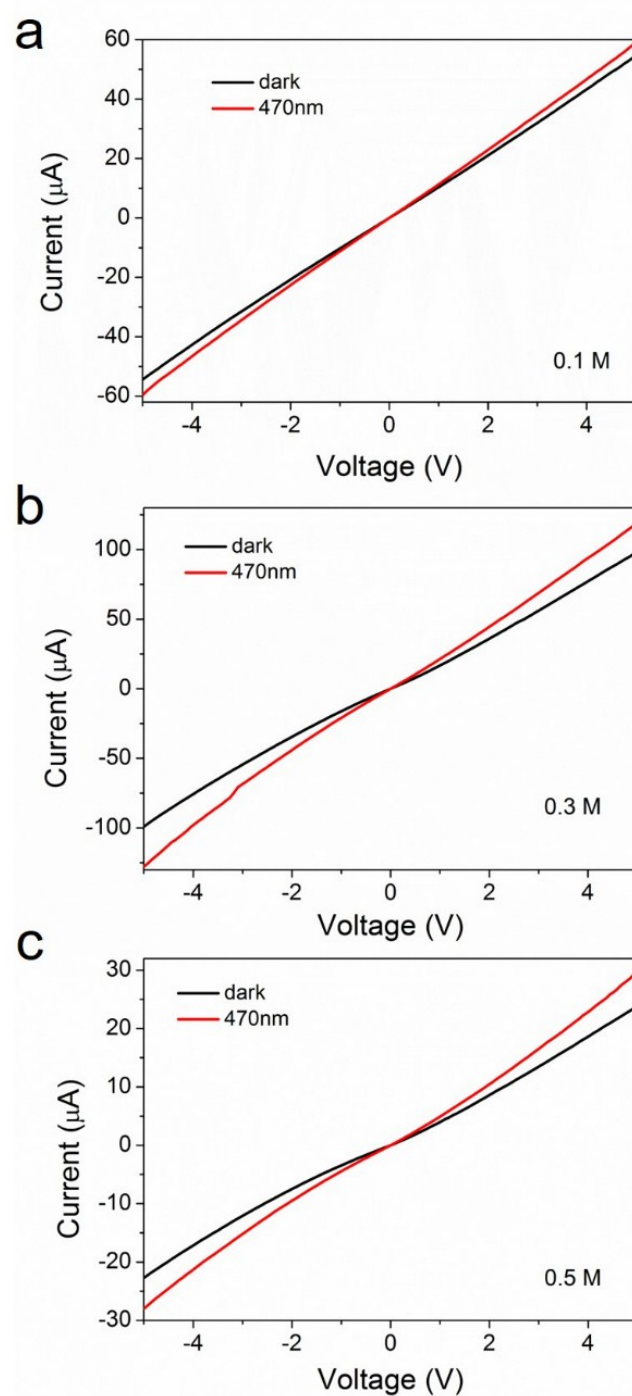 a
60
40
20
0
-20
-40
-60
dark
470nm
0.1 M
-4 -2 0 2 4
Current (μA)
Voltage (V)
b
100
50
0
-50
-100
dark
470nm
0.3 M
-4 -2 0 2 4
Current (μA)
Voltage (V)
c
30
20
10
0
-10
-20
-30
dark
470nm
0.5 M
-4 -2 0 2 4
Current (μA)
Voltage (V)